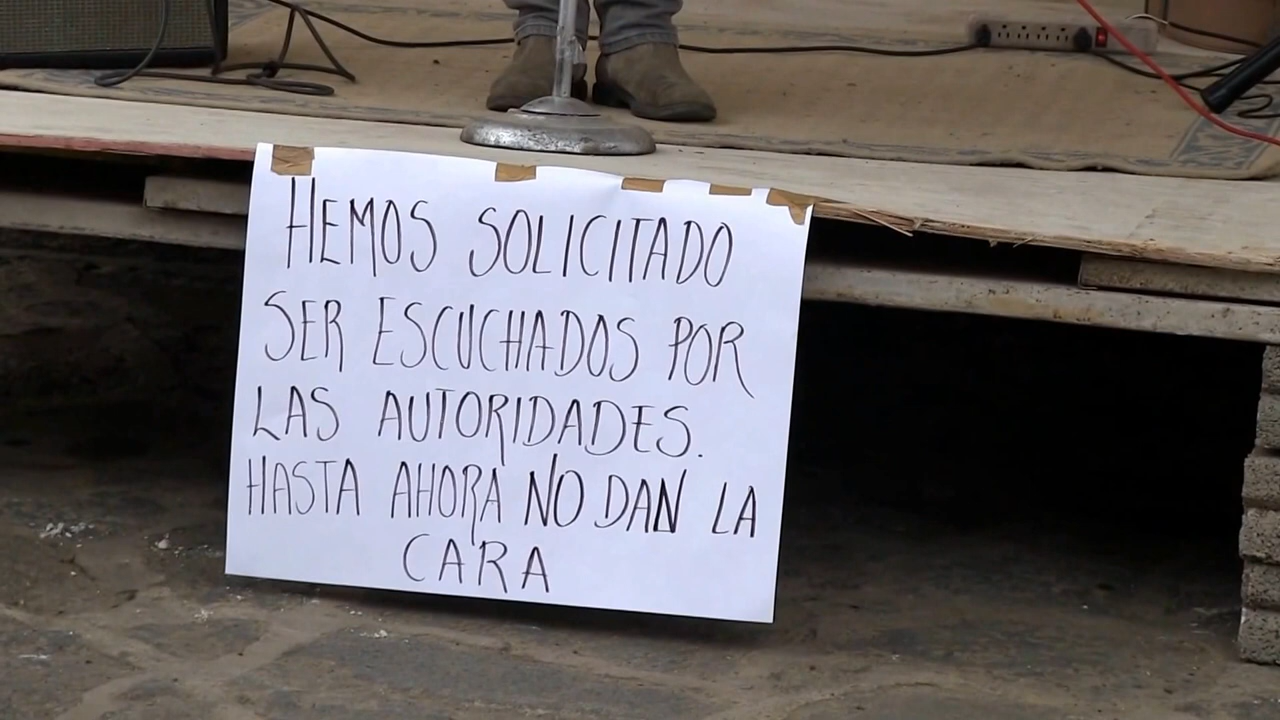 HEMOS SOLICITADO
SER ESCUCHADOS POR
LAS AUTORIDADES.
HASTA AHORA NO DAN LA
CARA